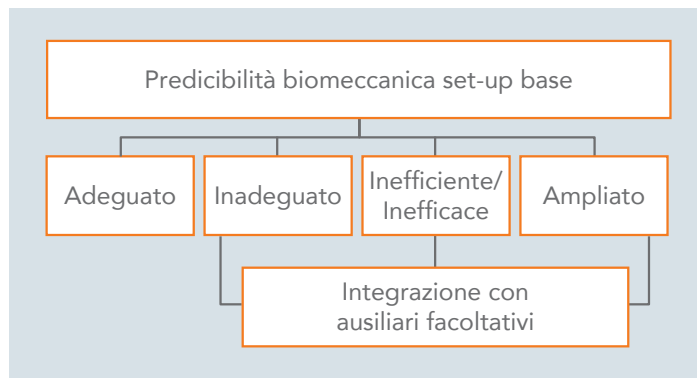 Predicibilità biomeccanica set-up base
Adeguato
Inadeguato
Inefficiente/
Inefficace
Ampliato
Integrazione con
ausiliari facoltativi